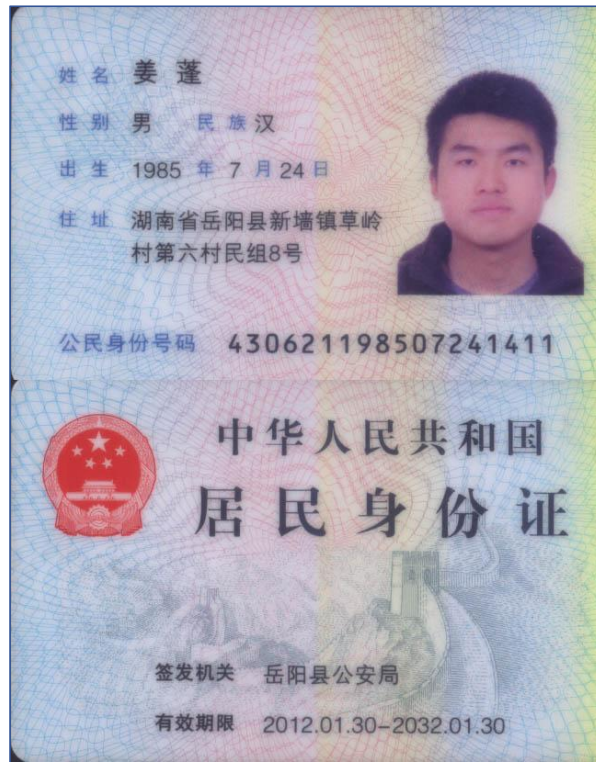 姓名 姜蓬
性别 男 民族 汉
出生 1985 年 7 月 24 日
住址 湖南省岳阳县新墙镇草岭
村第六村民组8号
公民身份号码 430621198507241411
中华人民共和国
居民身份证
签发机关 岳阳县公安局
有效期限 2012.01.30-2032.01.30